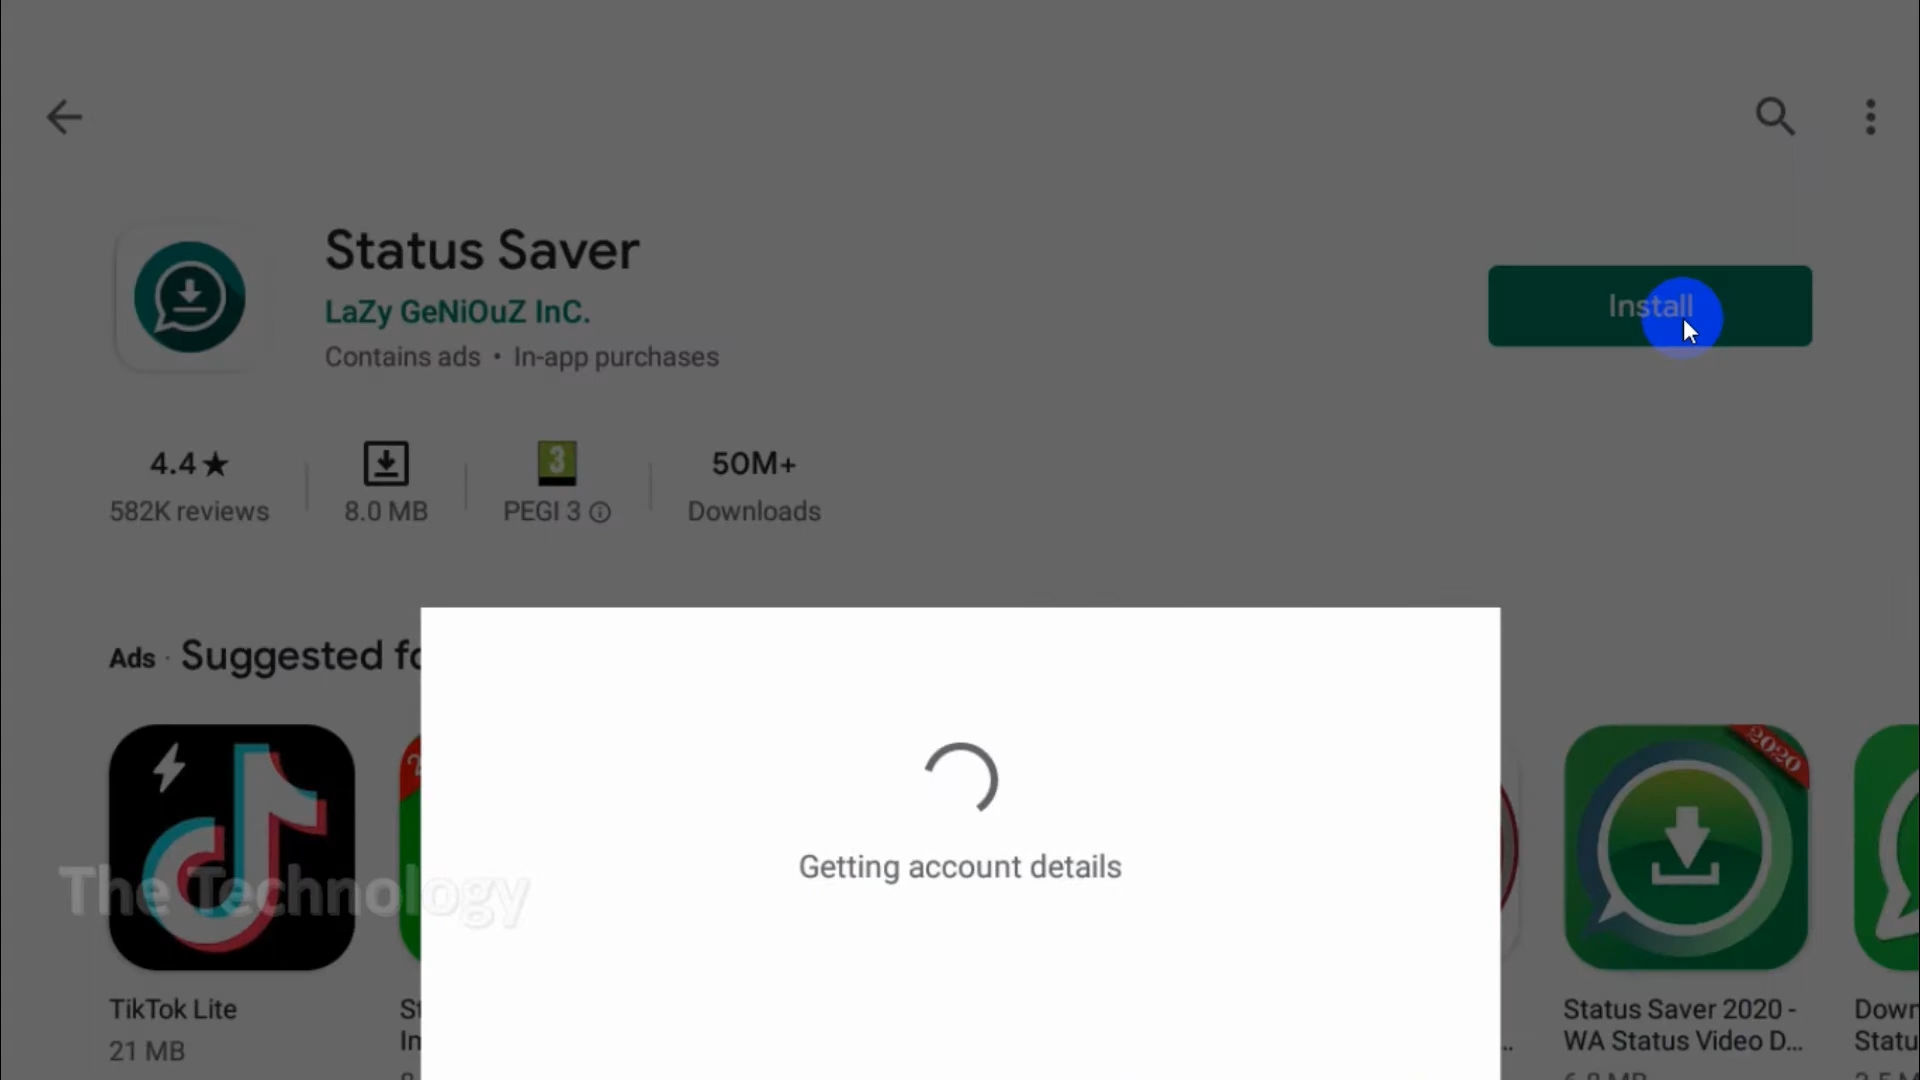 Status Saver
LaZy GeNiOuZ InC.
Contains ads • In-app purchases
Install
4.4★
582K reviews
8.0 MB
3
PEGI 3
50M+
Downloads
Ads · Suggested
Getting account details
2020
The Technology
TikTok Lite
21 MB
Status Saver 2020 -
WA Status Video D...